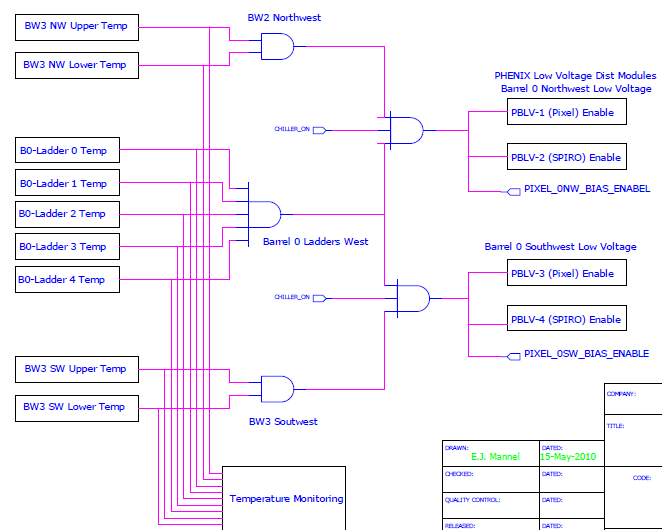 BW2 Northwest
BW3 NW Upper Temp
BW3 NW Lower Temp
PHENIX Low Voltage Dist Modules
Barrel 0 Northwest Low Voltage
PBLV-1 (Pixel) Enable
CHILLER_ON
B0-Ladder 0 Temp
PBLV-2 (SPIRO) Enable
B0-Ladder 1 Temp
PIXEL_0NW_BIAS_ENABEL
B0-Ladder 2 Temp
Barrel 0 Ladders West
B0-Ladder 3 Temp
Barrel 0 Southwest Low Voltage
B0-Ladder 4 Temp
PBLV-3 (Pixel) Enable
CHILLER_ON
PBLV-4 (SPIRO) Enable
PIXEL_0SW_BIAS_ENABLE
BW3 SW Upper Temp
BW3 SW Lower Temp
BW3 Soutwest
COMPANY:
TITLE:
DRAWN:
E.J. Mannel
DATED:
15-May-2010
CHECKED:
DATED:
CODE:
Temperature Monitoring
QUALITY CONTROL:
DATED:
RELEASED:
DATED: